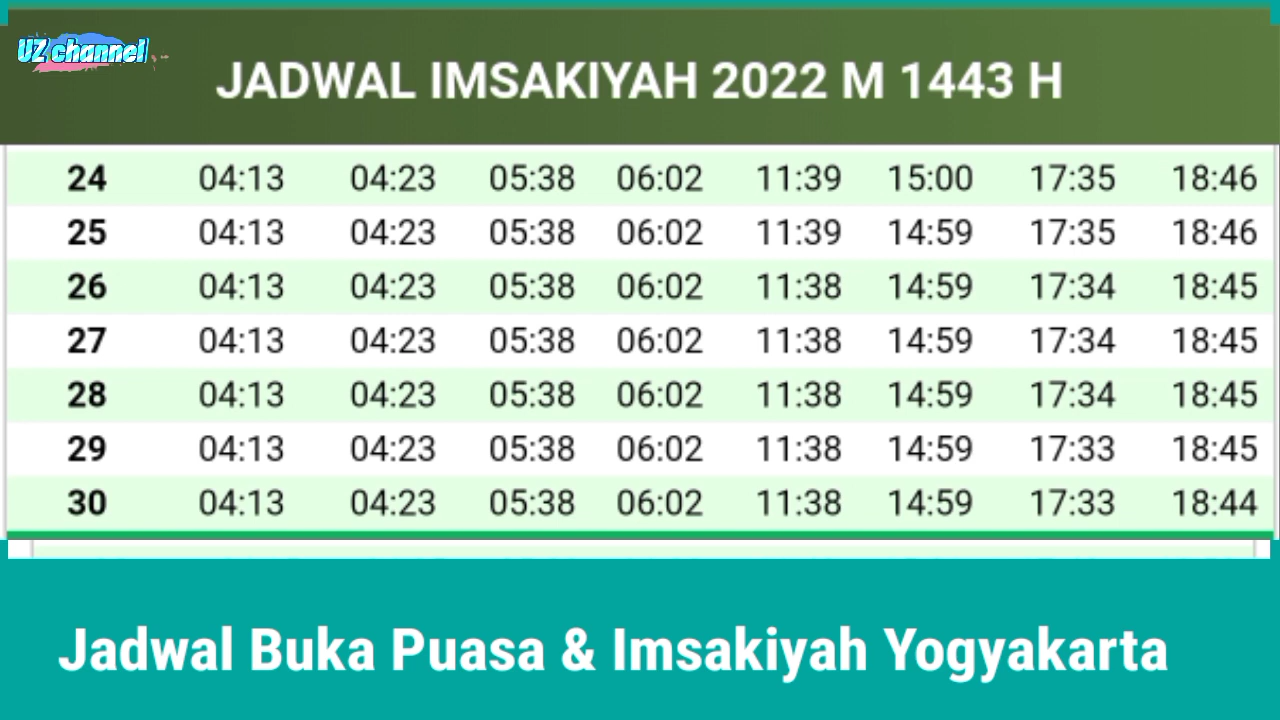 UZ channel
JADWAL IMSAKIYAH 2022 M 1443 H
24 04:13 04:23 05:38 06:02 11:39 15:00 17:35 18:46
25 04:13 04:23 05:38 06:02 11:39 14:59 17:35 18:46
26 04:13 04:23 05:38 06:02 11:38 14:59 17:34 18:45
27 04:13 04:23 05:38 06:02 11:38 14:59 17:34 18:45
28 04:13 04:23 05:38 06:02 11:38 14:59 17:34 18:45
29 04:13 04:23 05:38 06:02 11:38 14:59 17:33 18:45
30 04:13 04:23 05:38 06:02 11:38 14:59 17:33 18:44
Jadwal Buka Puasa & Imsakiyah Yogyakarta